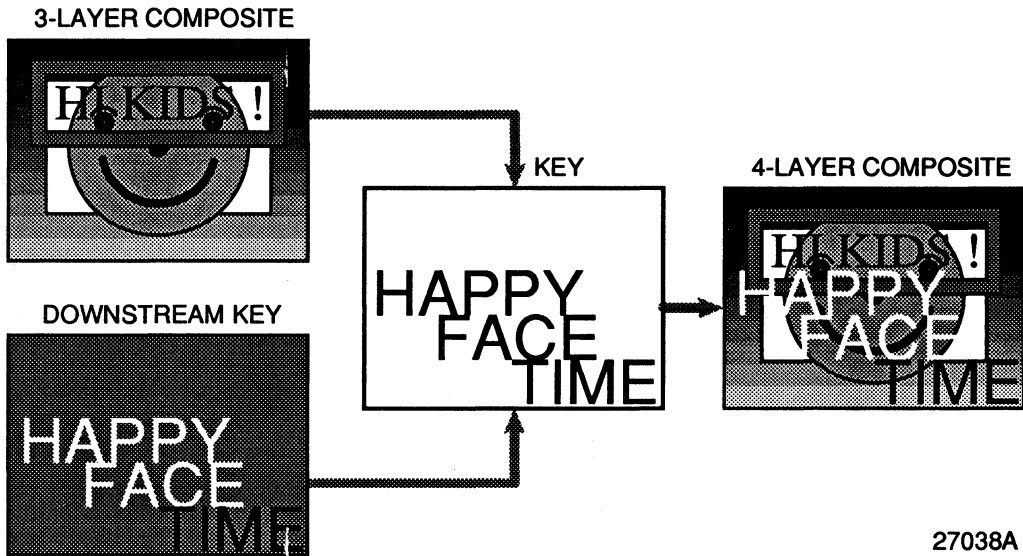 3-LAYER COMPOSITE
HI KIDS !
KEY
4-LAYER COMPOSITE
HI KIDS !
HAPPY
FACE
TIME
HAPPY
FACE
TIME
DOWNSTREAM KEY
HAPPY
FACE
TIME
27038A